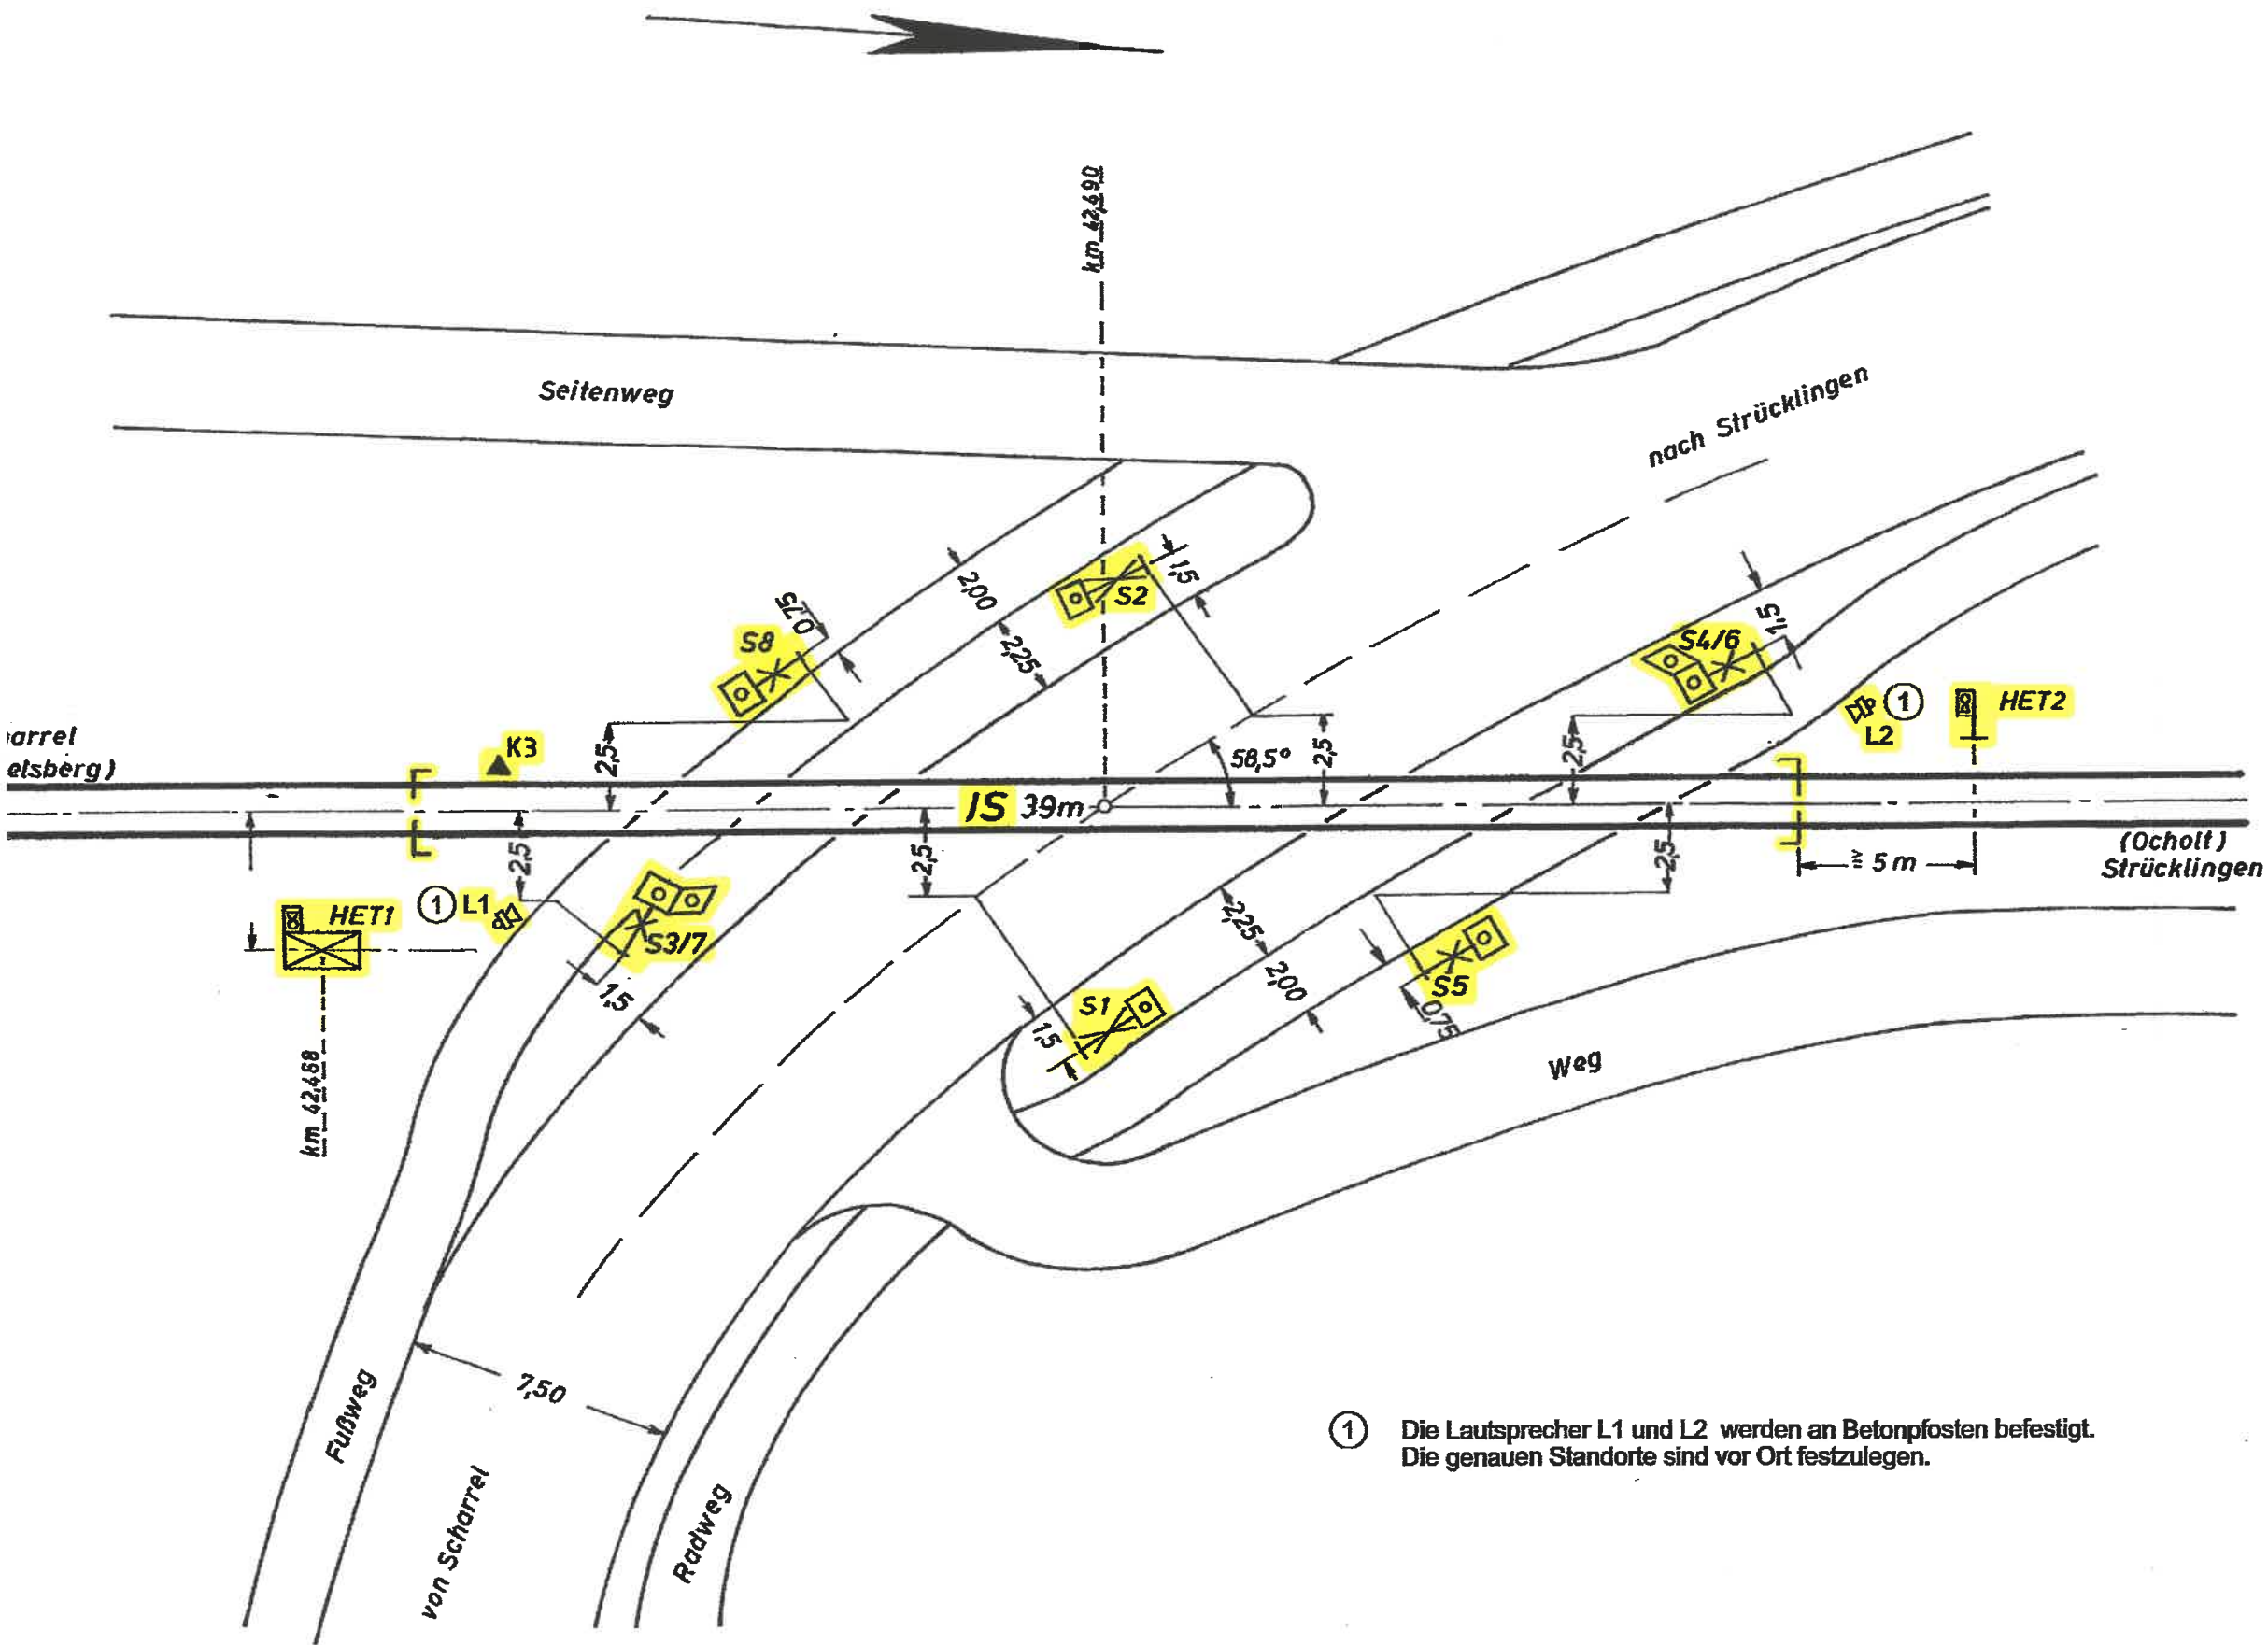 km 42,490
Seitenweg
nach Strücklingen
2,00
0,75
2,25
1,5
S2
S8
S4/6
1,5
HET2
1
L2
arrel
elsberg)
K3
2,5
58,5°
2,5
2,5
IS 39m
2,5
2,5
2,5
(Ocholt)
≥ 5m
Strücklingen
HET1
1 L1
S3/7
1,5
2,25
2,00
S5
0,75
S1
1,5
km 42,468
Weg
7,50
Fußweg
von Scharrel
Radweg
1 Die Lautsprecher L1 und L2 werden an Betonpfosten befestigt.
Die genauen Standorte sind vor Ort festzulegen.